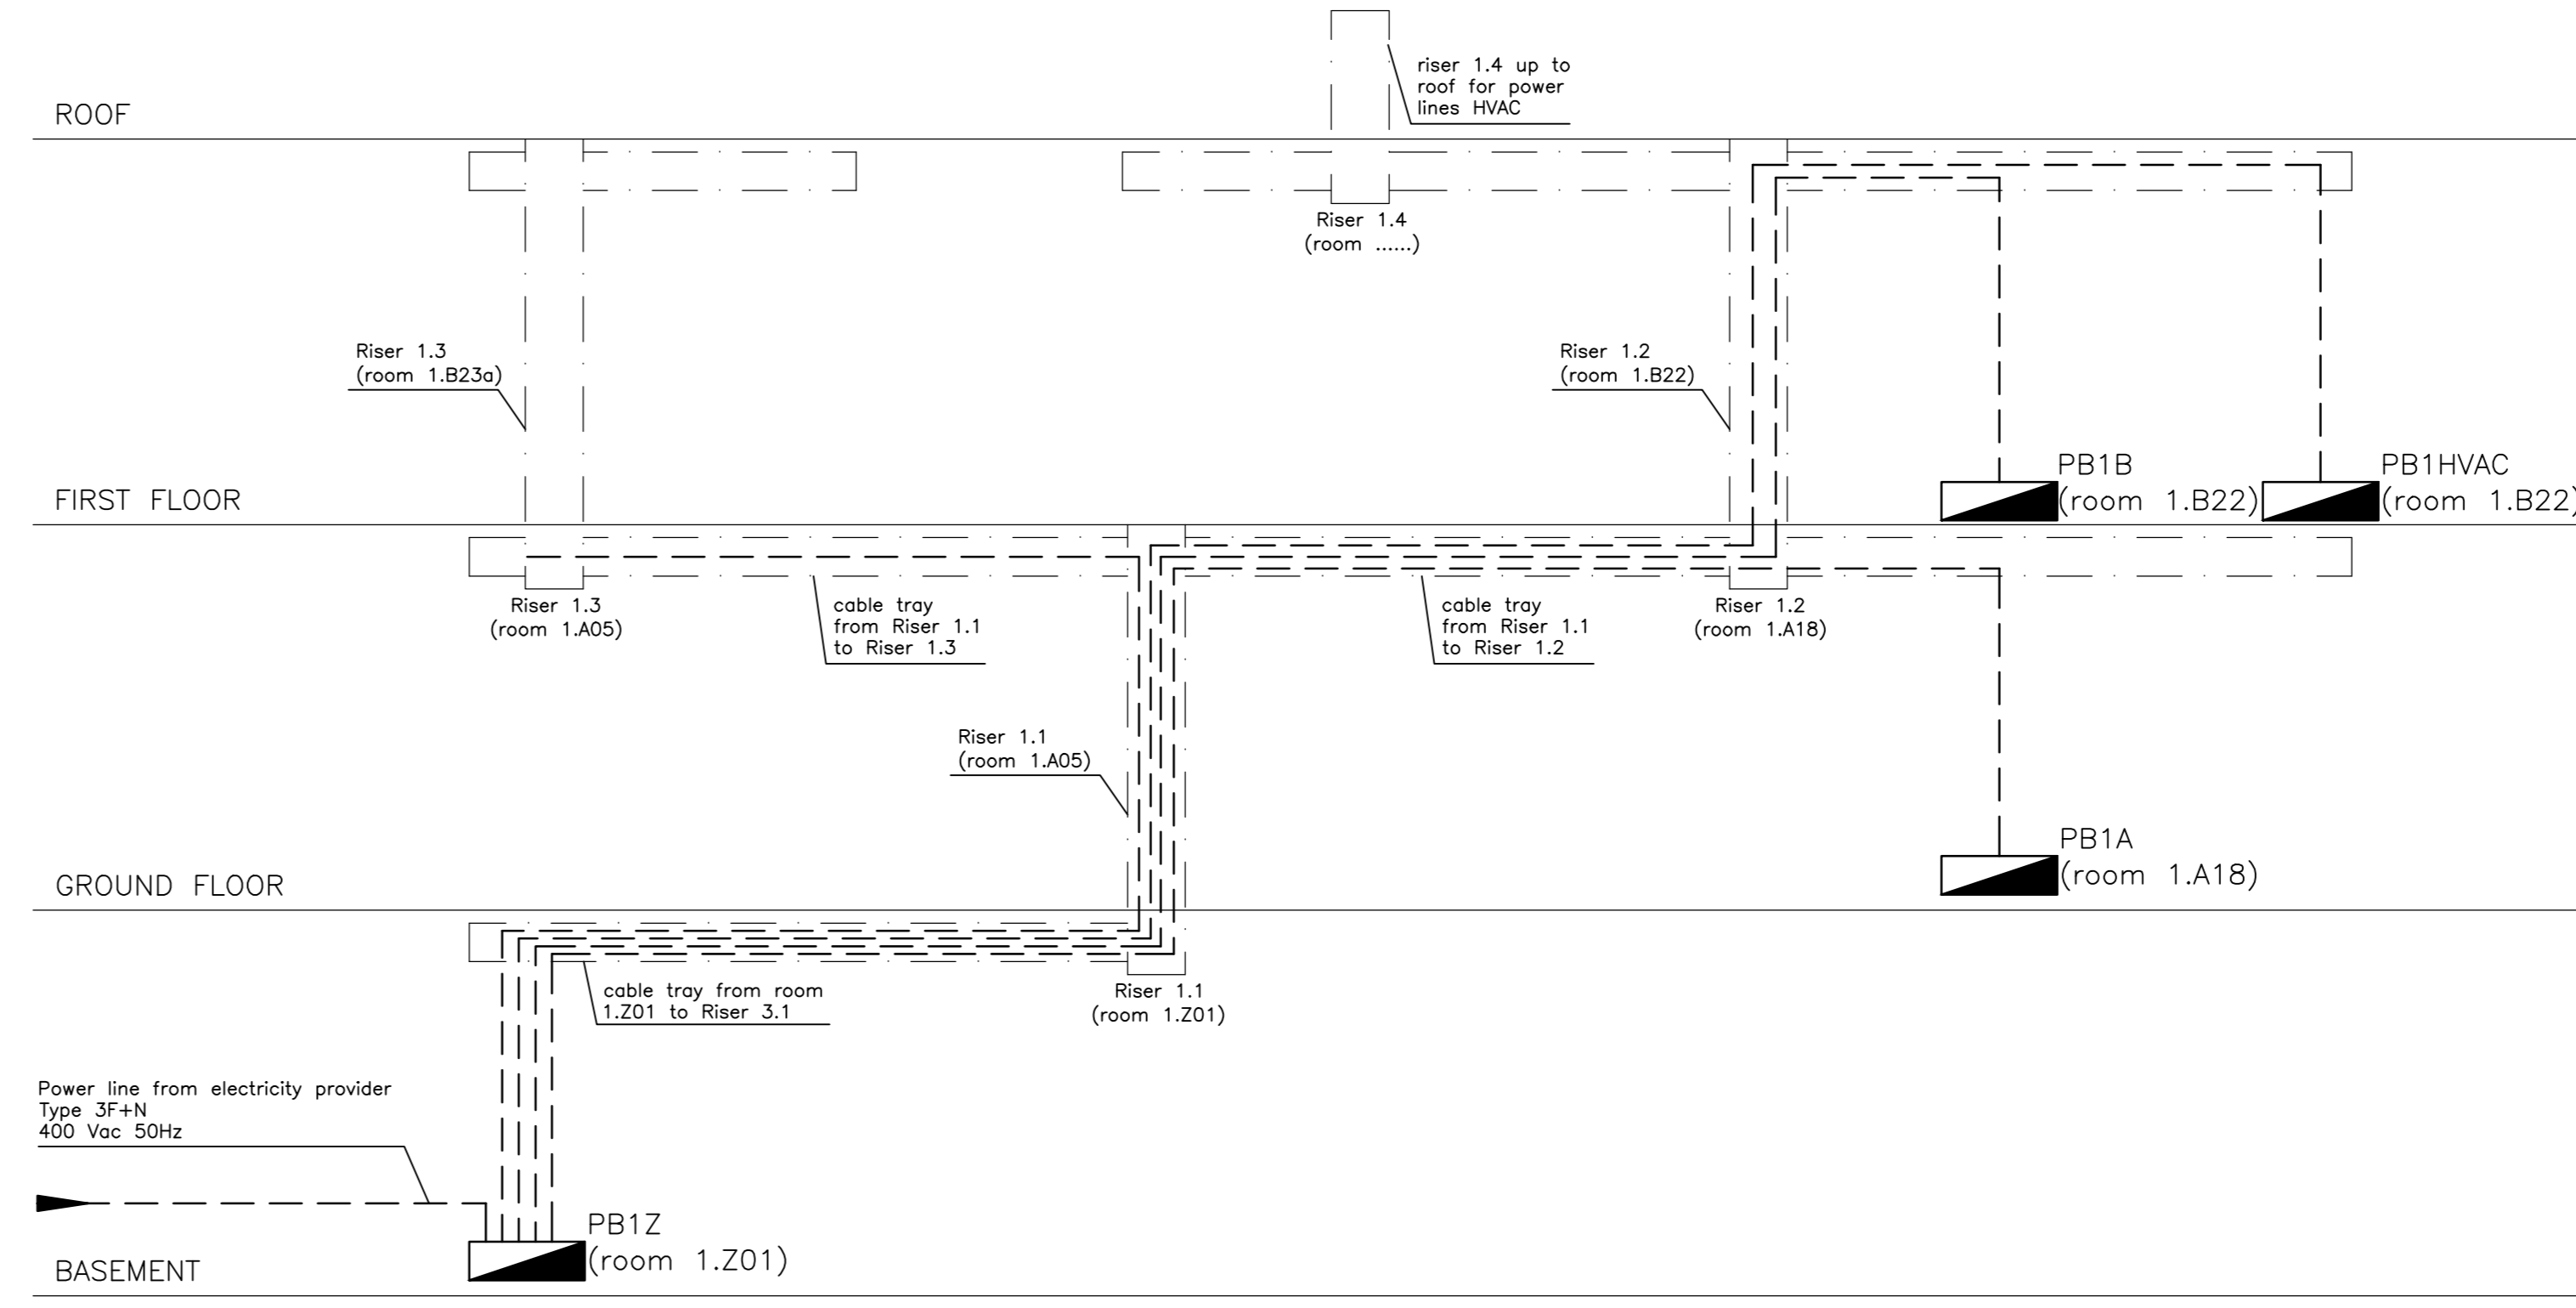 riser 1.4 up to
roof for power
lines HVAC
ROOF
Riser 1.4
(room ......)
Riser 1.3
(room 1.B23a)
Riser 1.2
(room 1.B22)
PB1B
(room 1.B22)
PB1HVAC
(room 1.B22)
FIRST FLOOR
Riser 1.3
(room 1.A05)
cable tray
from Riser 1.1
to Riser 1.3
cable tray
from Riser 1.1
to Riser 1.2
Riser 1.2
(room 1.A18)
Riser 1.1
(room 1.A05)
PB1A
(room 1.A18)
GROUND FLOOR
cable tray from room
1.Z01 to Riser 3.1
Riser 1.1
(room 1.Z01)
Power line from electricity provider
Type 3F+N
400 Vac 50Hz
PB1Z
(room 1.Z01)
BASEMENT